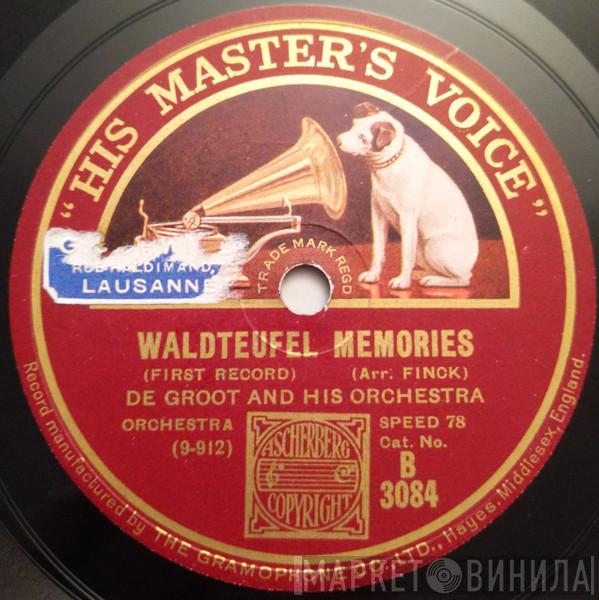 "HIS MASTER'S VOICE"
TRADE MARK REGD
RUE HALDIMAND,
LAUSANNE
WALDTEUFEL MEMORIES
(FIRST RECORD) (Arr: FINCK)
DE GROOT AND HIS ORCHESTRA
ORCHESTRA SPEED 78
(9-912) Cat. No.
B
3084
ASCHERBERG
COPYRIGHT
Record manufactured by THE GRAMOPHONE CO., LTD., Hayes, Middlesex, England.
МАРКЕТ ВИНИЛА